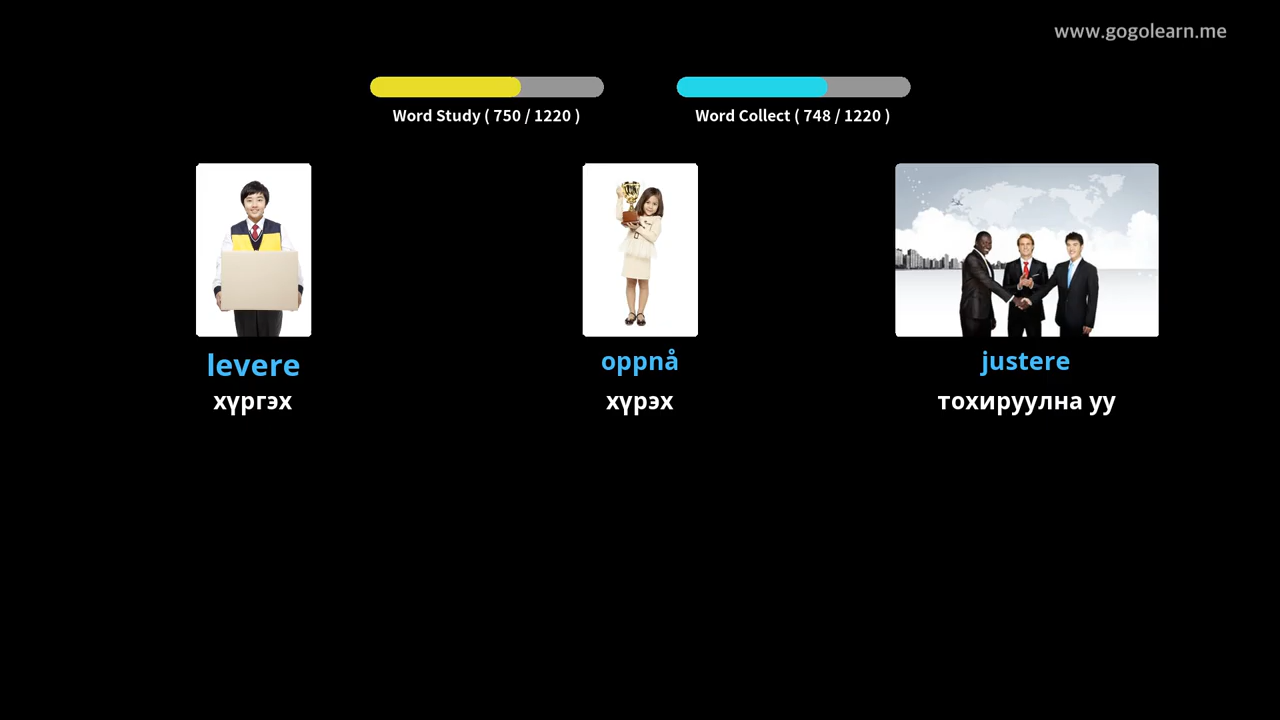 www.gogolearn.me
Word Study ( 750 / 1220 )
Word Collect ( 748 / 1220 )
levere
хүргэх
oppnå
хүрэх
justere
тохируулна уу